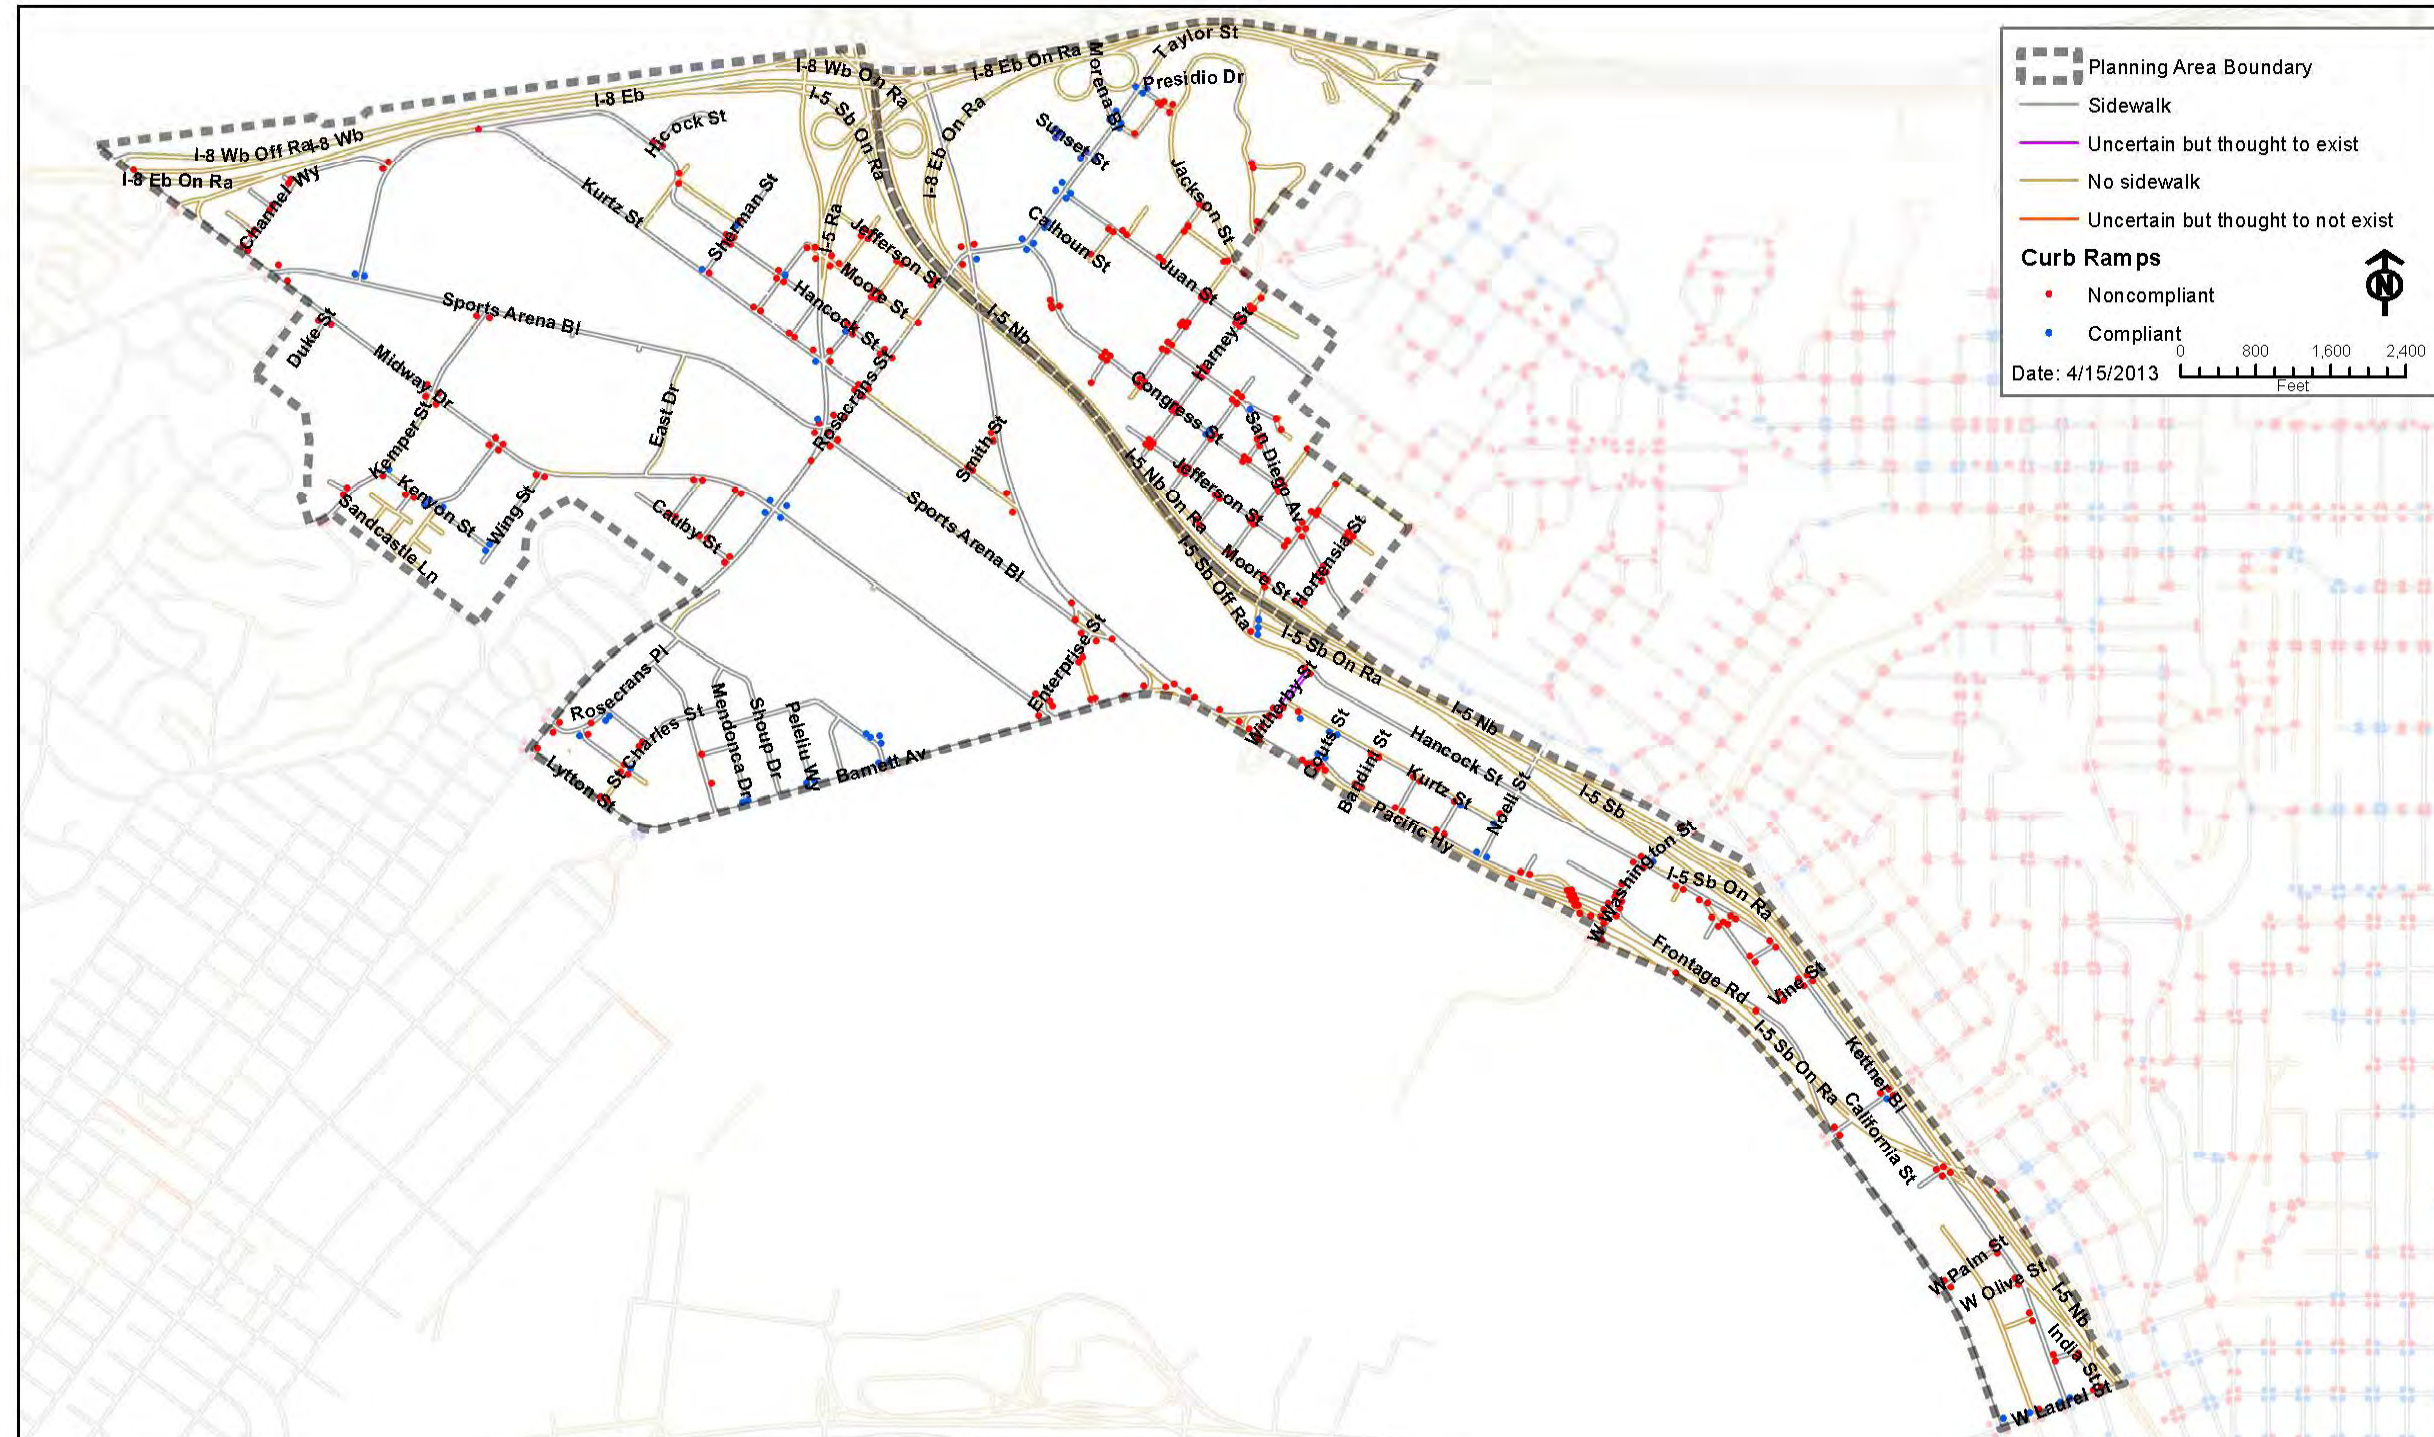 Planning Area Boundary
Sidewalk
Uncertain but thought to exist
No sidewalk
Uncertain but thought to not exist
Curb Ramps
N
Noncompliant
Compliant
0 800 1,600 2,400
Feet
Date: 4/15/2013
Taylor St
I-8 Eb On Ra
Morena Bl
I-8 Wb On Ra
Presidio Dr
I-8 Eb
I-5 Sb On Ra
I-8 Eb On Ra
Hicock St
Sunset St
I-8 Wb Off Ra
I-8 Wb
I-8 Eb On Ra
Channel Wy
Kurtz St
Sherman St
Jackson St
I-5 Ra
Jefferson St
Calhoun St
Moore St
Juan St
Hancock St
Sports Arena Bl
I-5 Nb
Duke St
Harney St
Midway Dr
Rosecrans St
Congress St
East Dr
Kemper St
San Diego Av
Smith St
I-5 Nb On Ra
Jefferson St
Kenyon St
Wing St
Cauby St
Sports Arena Bl
Sandcastle Ln
Hortensia St
Moore St
I-5 Sb Off Ra
I-5 Sb On Ra
Enterprise St
Rosecrans Pl
Witherby St
Mendonca Dr
Shoup Dr
Peleliu Wy
St Charles St
Barnett Av
Lytton St
I-5 Nb
Couts St
Hancock St
Bandini St
Kurtz St
Noell St
I-5 Sb
Pacific Hy
W Washington St
I-5 Sb On Ra
Frontage Rd
Vine St
I-5 Sb On Ra
Kettner Bl
California St
W Palm St
W Olive St
I-5 Nb
India St
W Laurel St